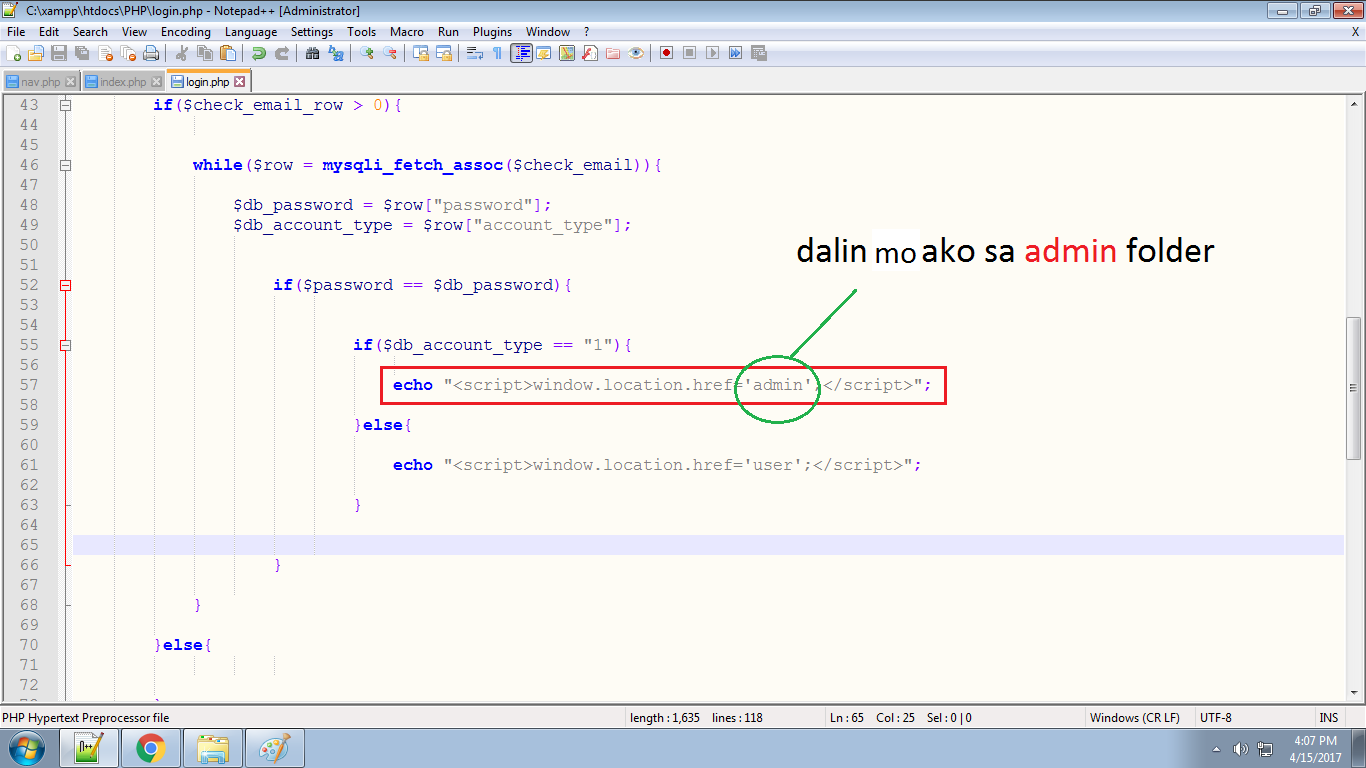 C:\xampp\htdocs\PHP\login.php - Notepad++ [Administrator]
File Edit Search View Encoding Language Settings Tools Macro Run Plugins Window ? X
nav.php index.php login.php
43 if($check_email_row > 0){
44
45
46 while($row = mysqli_fetch_assoc($check_email)){
47
48 $db_password = $row["password"];
49 $db_account_type = $row["account_type"];
50
dalin mo ako sa admin folder
51
52 if($password == $db_password){
53
54
55 if($db_account_type == "1"){
56
57 echo "<script>window.location.href='admin';</script>";
58
59 }else{
60
61 echo "<script>window.location.href='user';</script>";
62
63 }
64
65
66 }
67
68 }
69
70 }else{
71
72
PHP Hypertext Preprocessor file length : 1,635 lines : 118 Ln : 65 Col : 25 Sel : 0 | 0 Windows (CR LF) UTF-8 INS
4:07 PM
4/15/2017